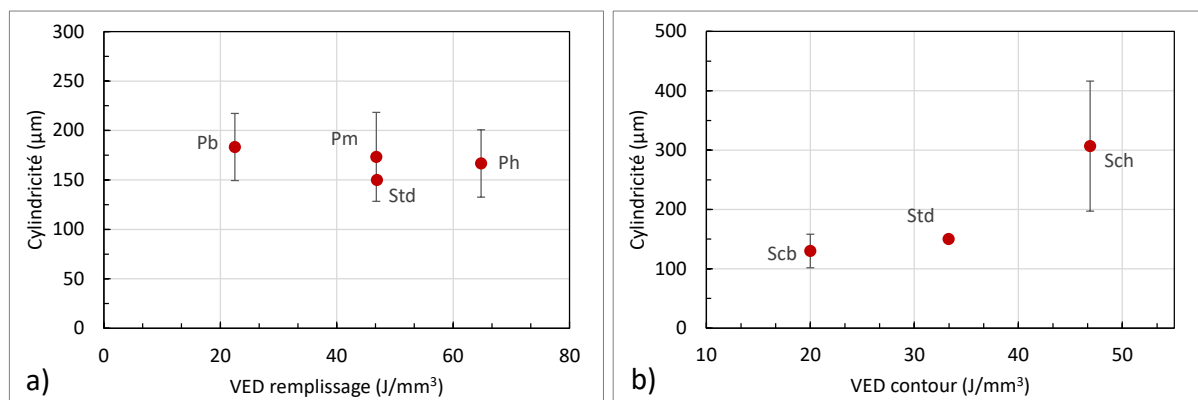 300
250
200
150
100
50
0
Cylindricité (µm)
Pb
Pm
Std
Ph
0 20 40 60 80
VED remplissage (J/mm³)
a)
500
400
300
200
100
0
Cylindricité (µm)
Scb
Std
Sch
10 20 30 40 50
VED contour (J/mm³)
b)